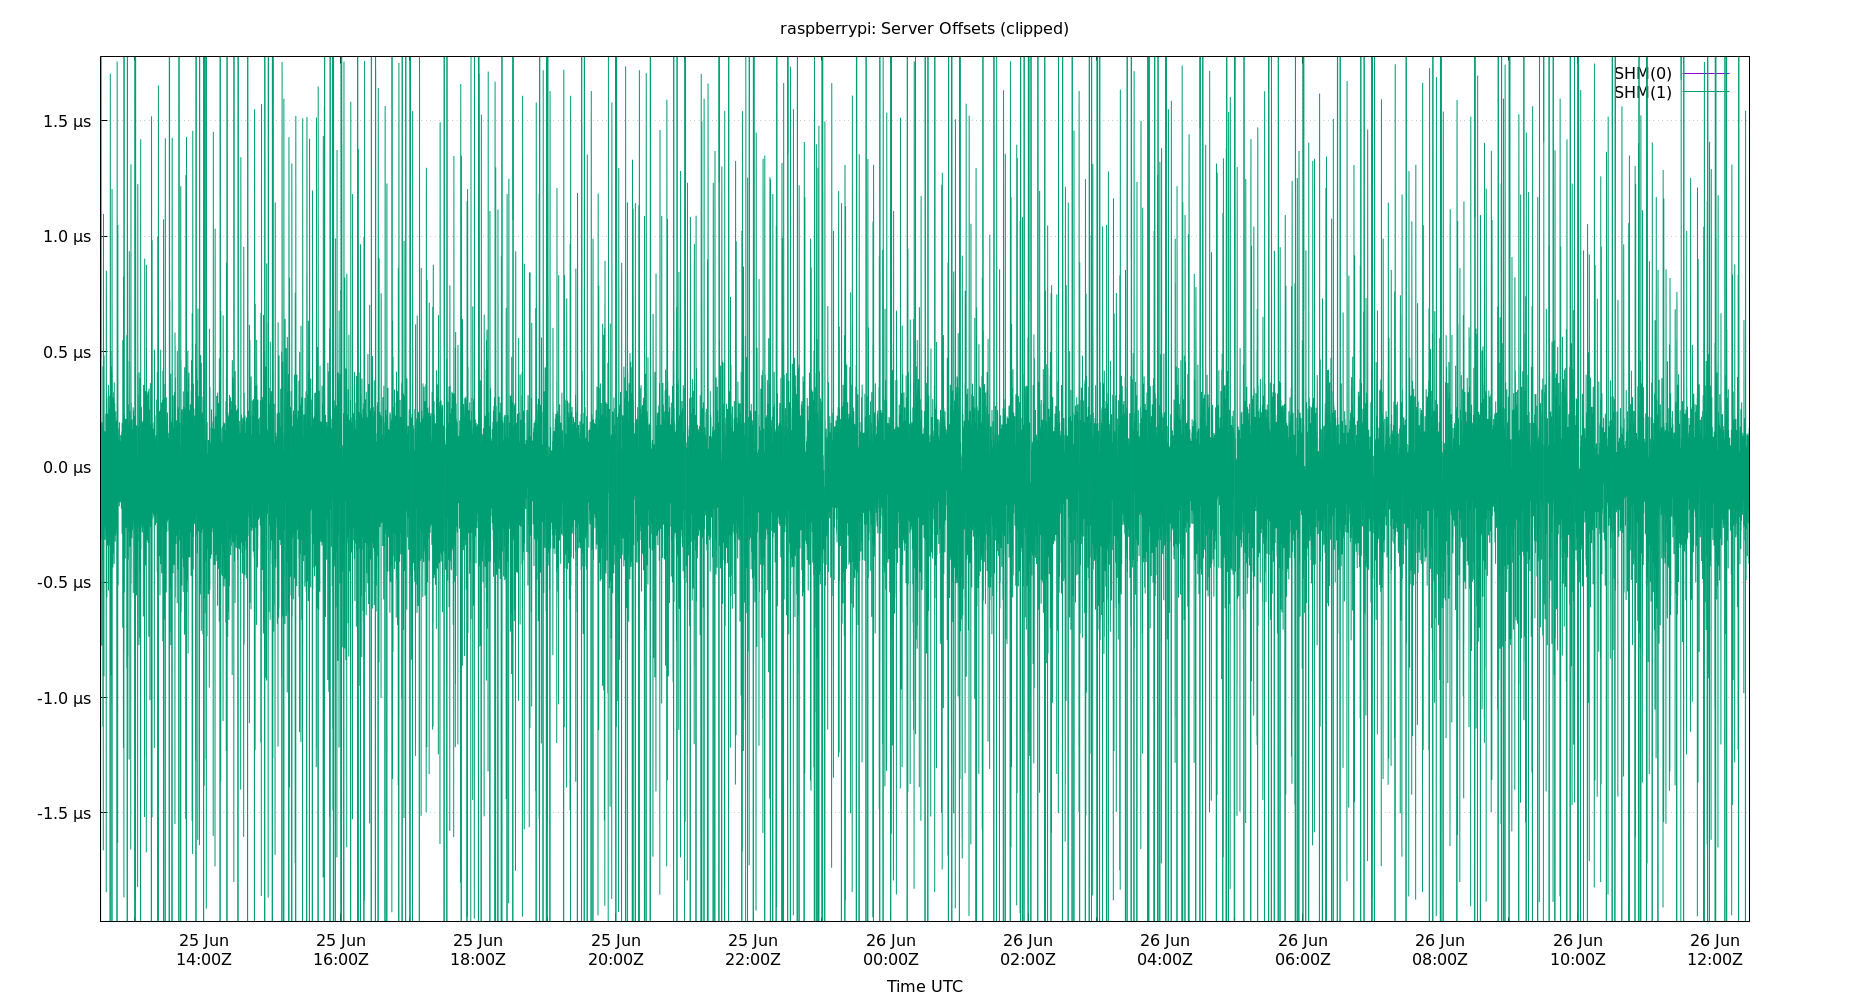 raspberrypi: Server Offsets (clipped)
SHM(0)
SHM(1)
1.5 µs
1.0 µs
0.5 µs
0.0 µs
-0.5 µs
-1.0 µs
-1.5 µs
25 Jun 25 Jun 25 Jun 25 Jun 25 Jun 26 Jun 26 Jun 26 Jun 26 Jun 26 Jun 26 Jun 26 Jun
14:00Z 16:00Z 18:00Z 20:00Z 22:00Z 00:00Z 02:00Z 04:00Z 06:00Z 08:00Z 10:00Z 12:00Z
Time UTC